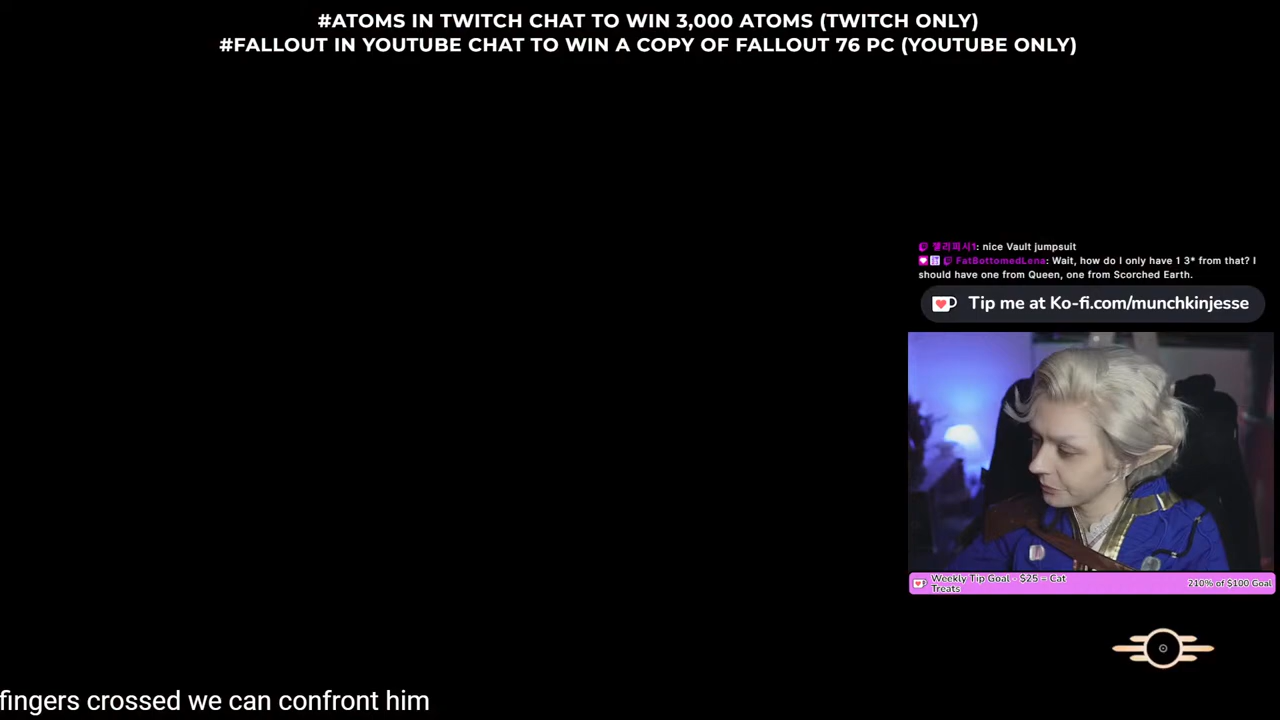 #ATOMS IN TWITCH CHAT TO WIN 3,000 ATOMS (TWITCH ONLY)
#FALLOUT IN YOUTUBE CHAT TO WIN A COPY OF FALLOUT 76 PC (YOUTUBE ONLY)
젤리피시1: nice Vault jumpsuit
FatBottomedLena: Wait, how do I only have 1 3* from that? I
should have one from Queen, one from Scorched Earth.
Tip me at Ko-fi.com/munchkinjesse
Weekly Tip Goal - $25 = Cat
Treats
210% of $100 Goal
fingers crossed we can confront him